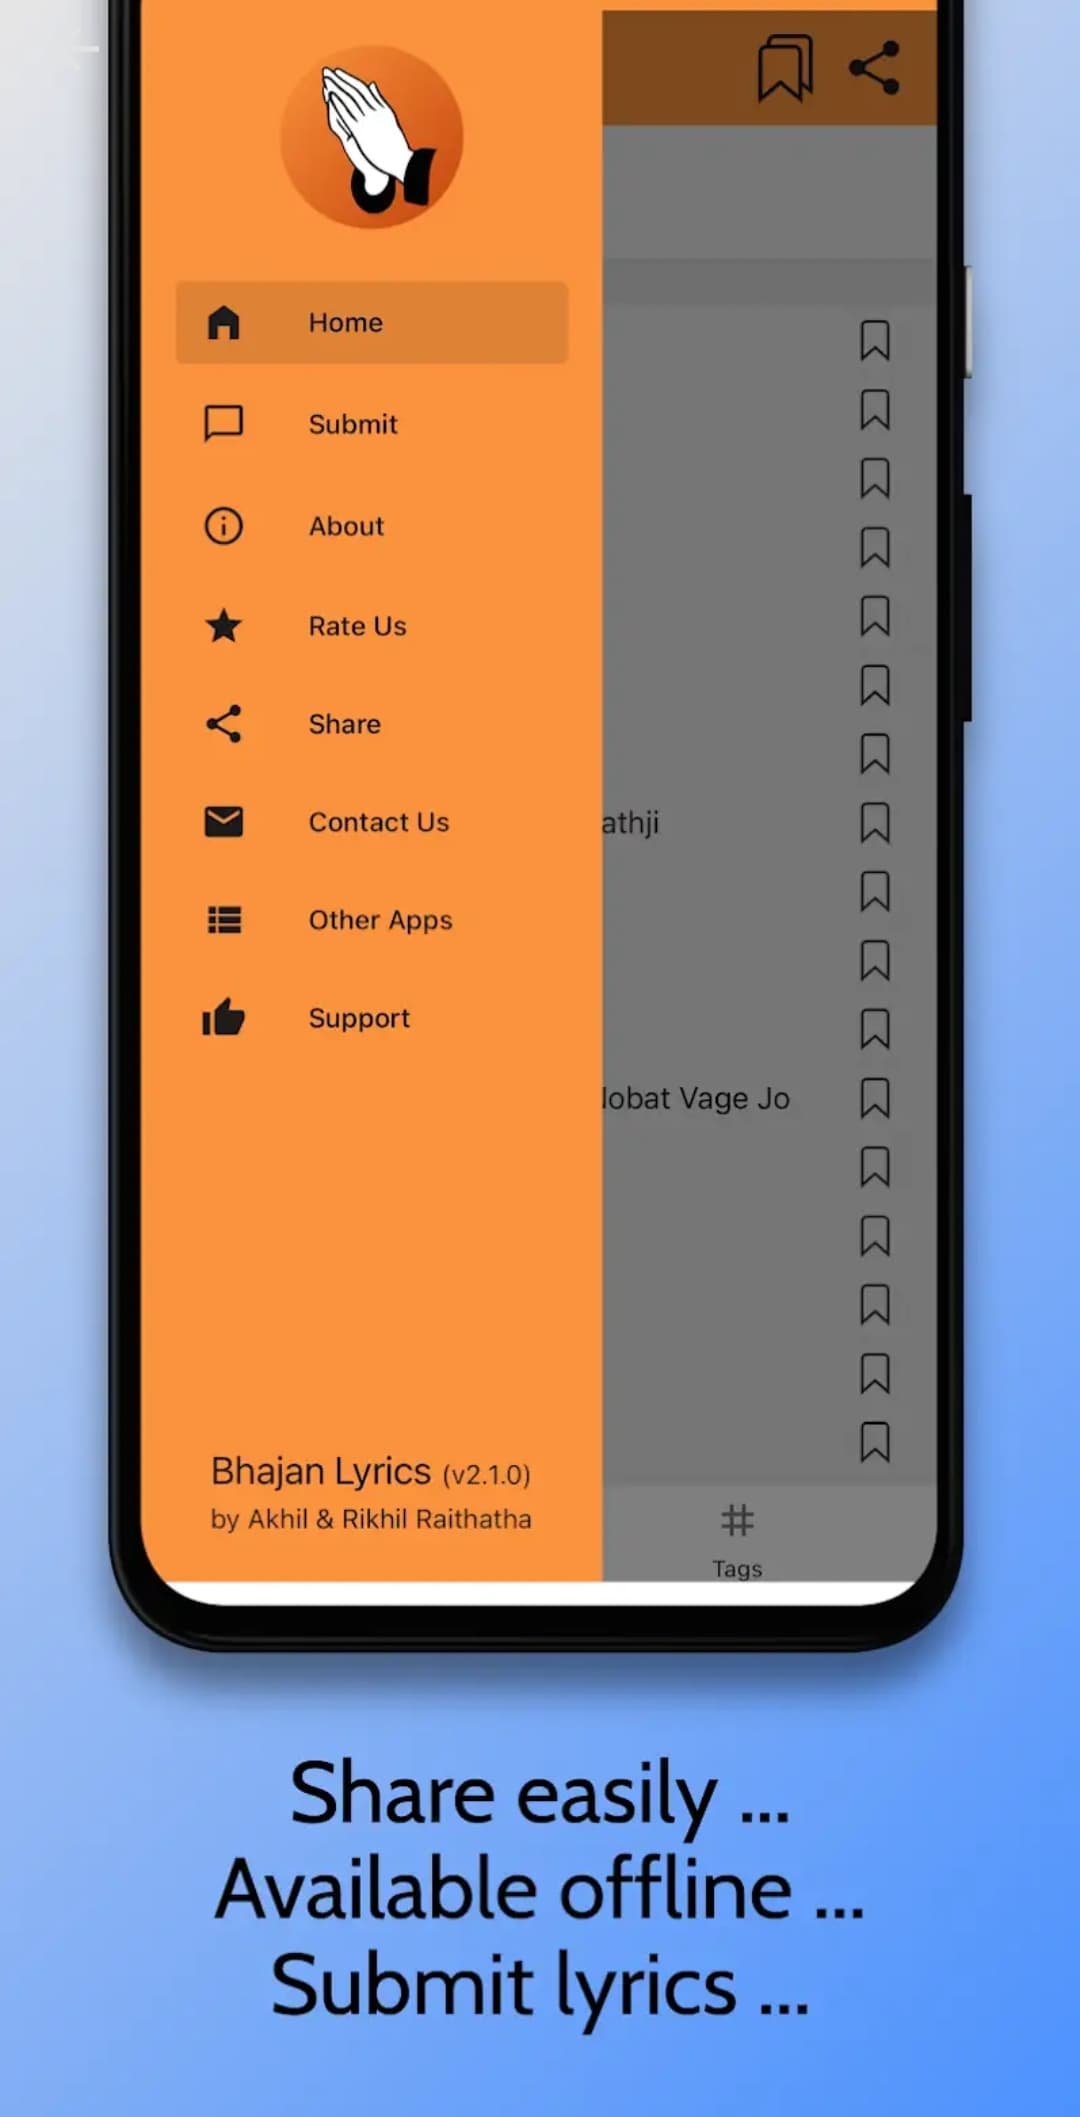 Home
Submit
About
Rate Us
Share
Contact Us
athji
Other Apps
Support
obat Vage Jo
Bhajan Lyrics (v2.1.0)
by Akhil & Rikhil Raithatha
Tags
Share easily ...
Available offline ...
Submit lyrics ...